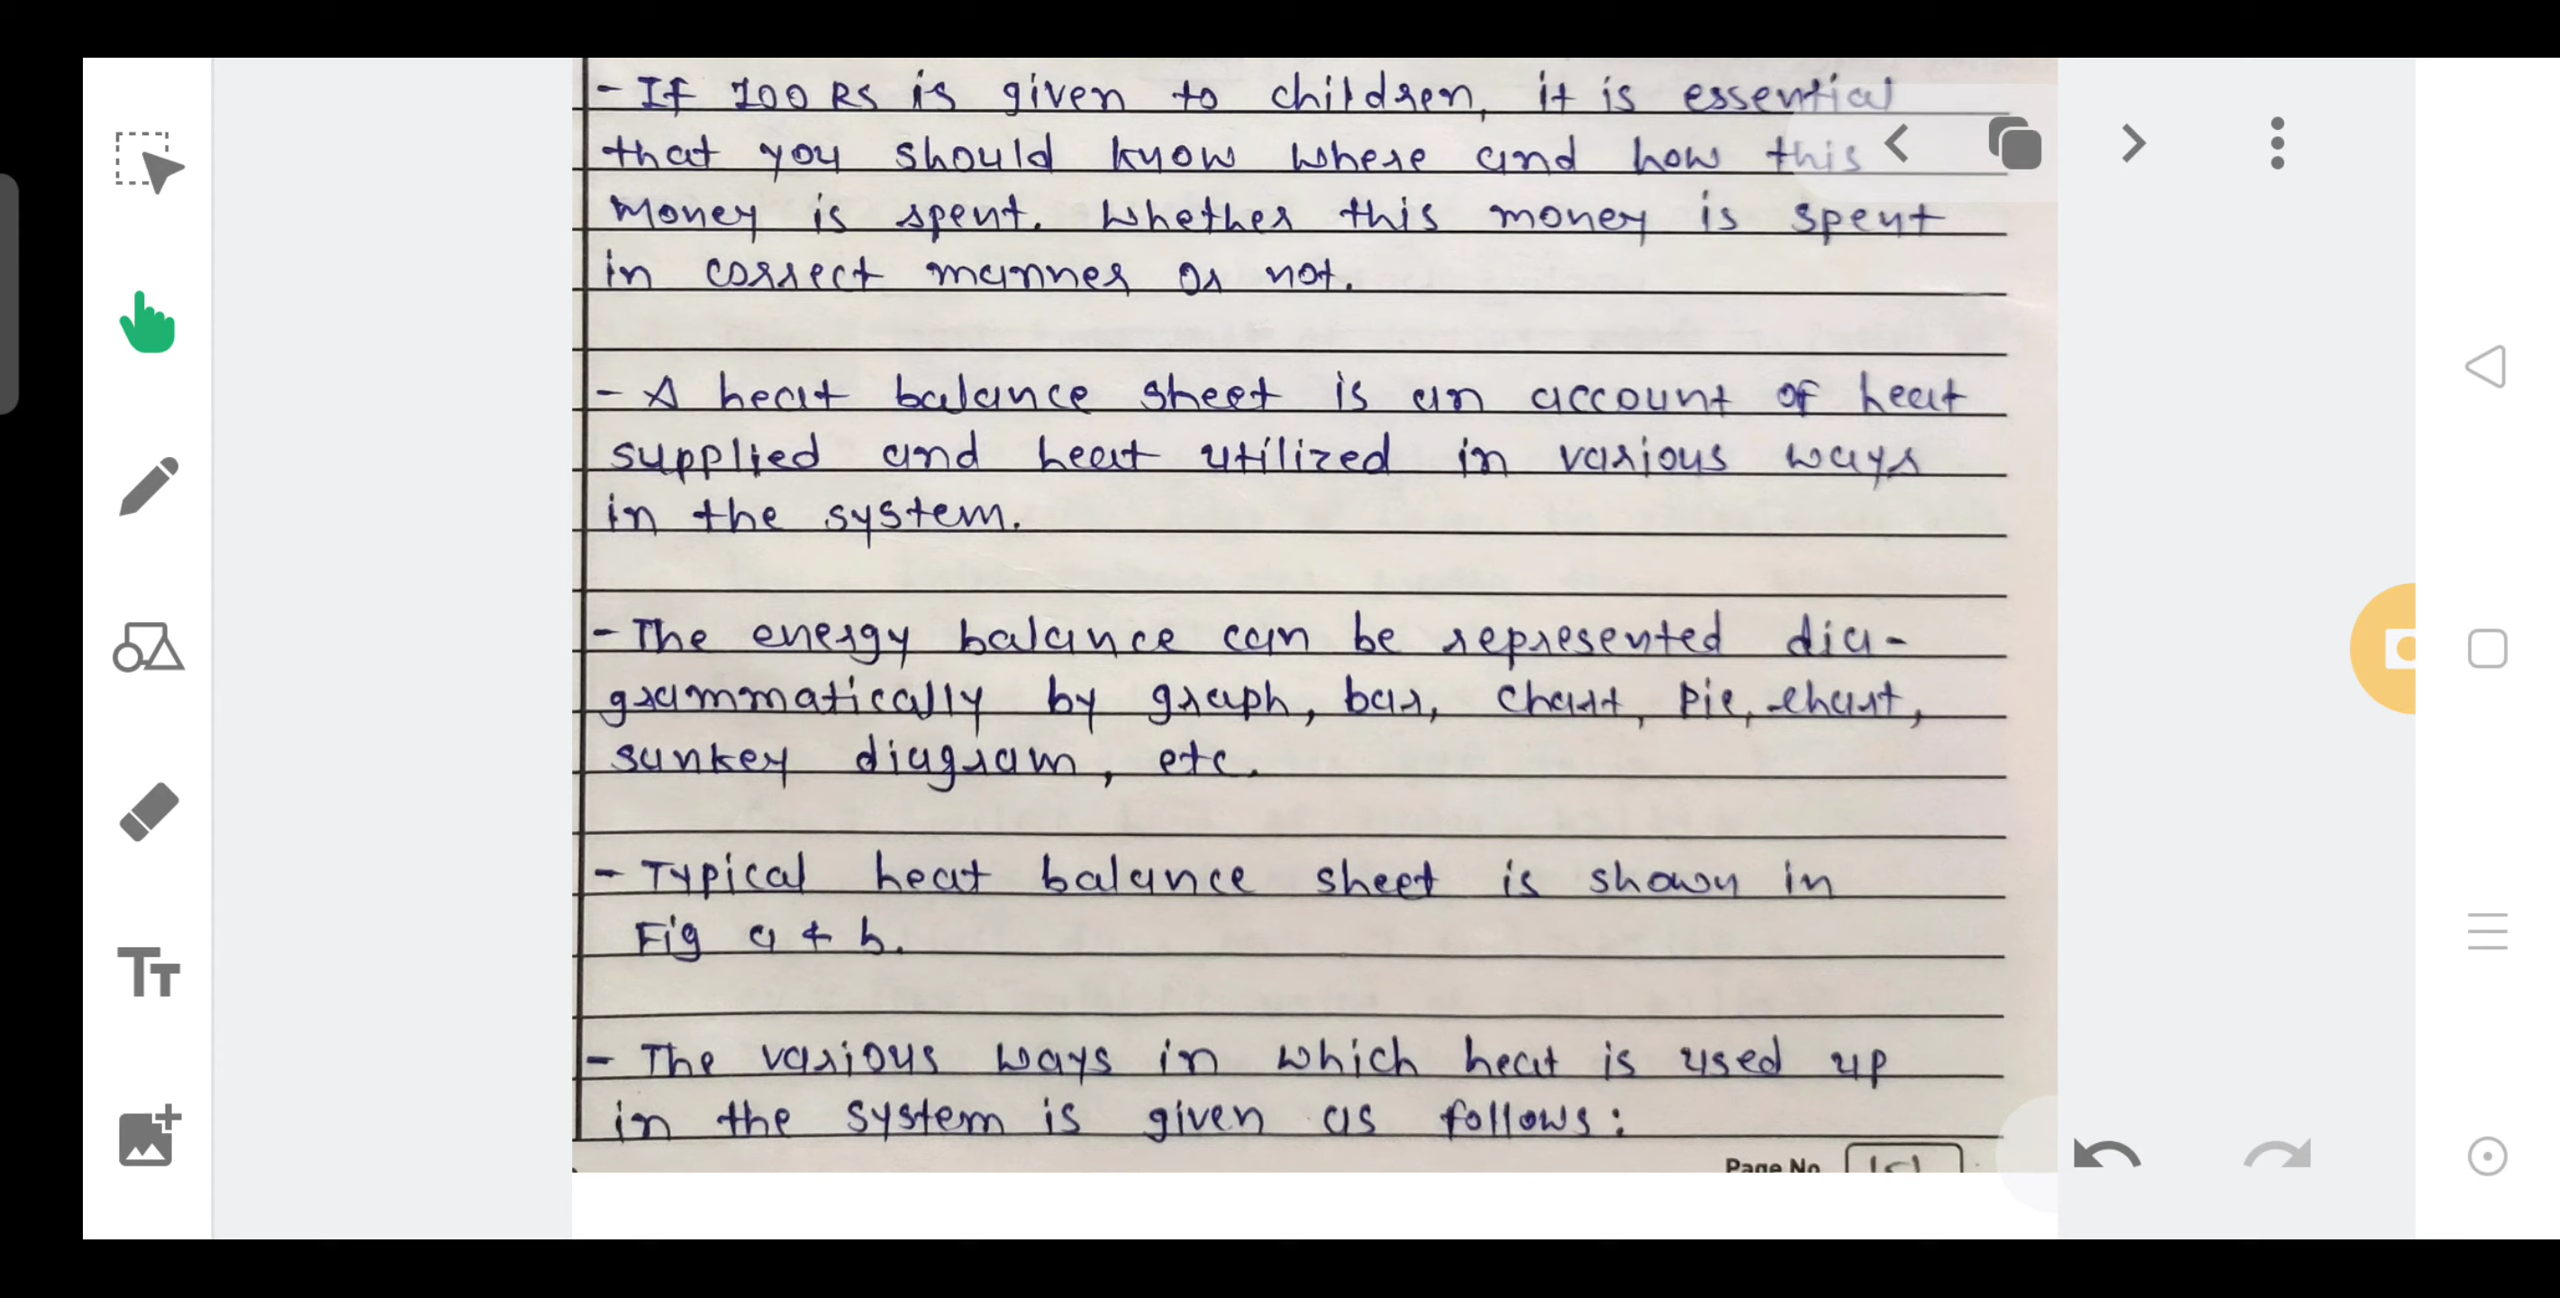 - If 100 RS is given to children, it is essential
that you should know where and how this
money is spent. Whether this money is spent
in correct manner or not.
- A heat balance sheet is an account of heat
supplied and heat utilized in various ways
in the system.
- The energy balance can be represented dia-
grammatically by graph, bar, chart, pie, chart,
sankey diagram, etc.
- Typical heat balance sheet is shown in
Fig a & b.
- The various ways in which heat is used up
in the system is given as follows:
Page No.
TT